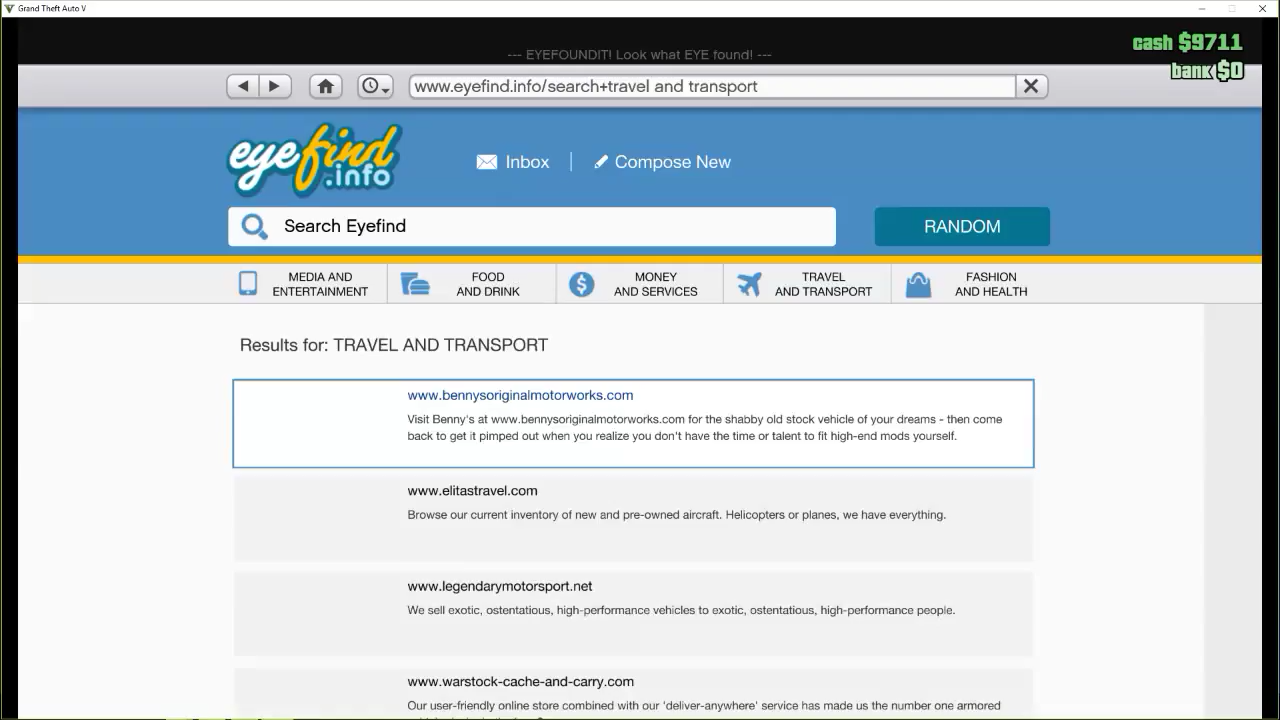 Grand Theft Auto V
--- EYEFOUNDIT! Look what EYE found! ---
cash $9711
bank $0
www.eyefind.info/search+travel and transport
eyefind
.info
Inbox
Compose New
Search Eyefind
RANDOM
MEDIA AND
ENTERTAINMENT
FOOD
AND DRINK
MONEY
AND SERVICES
TRAVEL
AND TRANSPORT
FASHION
AND HEALTH
Results for: TRAVEL AND TRANSPORT
www.bennysoriginalmotorworks.com
Visit Benny's at www.bennysoriginalmotorworks.com for the shabby old stock vehicle of your dreams - then come
back to get it pimped out when you realize you don't have the time or talent to fit high-end mods yourself.
www.elitastravel.com
Browse our current inventory of new and pre-owned aircraft. Helicopters or planes, we have everything.
www.legendarymotorsport.net
We sell exotic, ostentatious, high-performance vehicles to exotic, ostentatious, high-performance people.
www.warstock-cache-and-carry.com
Our user-friendly online store combined with our 'deliver-anywhere' service has made us the number one armored